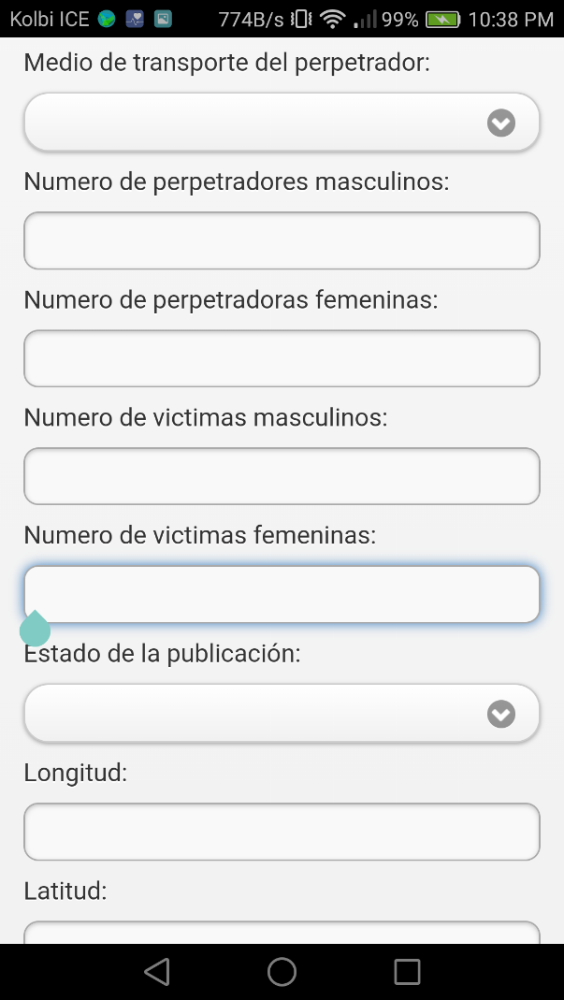 Kolbi ICE 774B/s 99% 10:38 PM
Medio de transporte del perpetrador:
Numero de perpetradores masculinos:
Numero de perpetradoras femeninas:
Numero de victimas masculinos:
Numero de victimas femeninas:
Estado de la publicación:
Longitud:
Latitud: